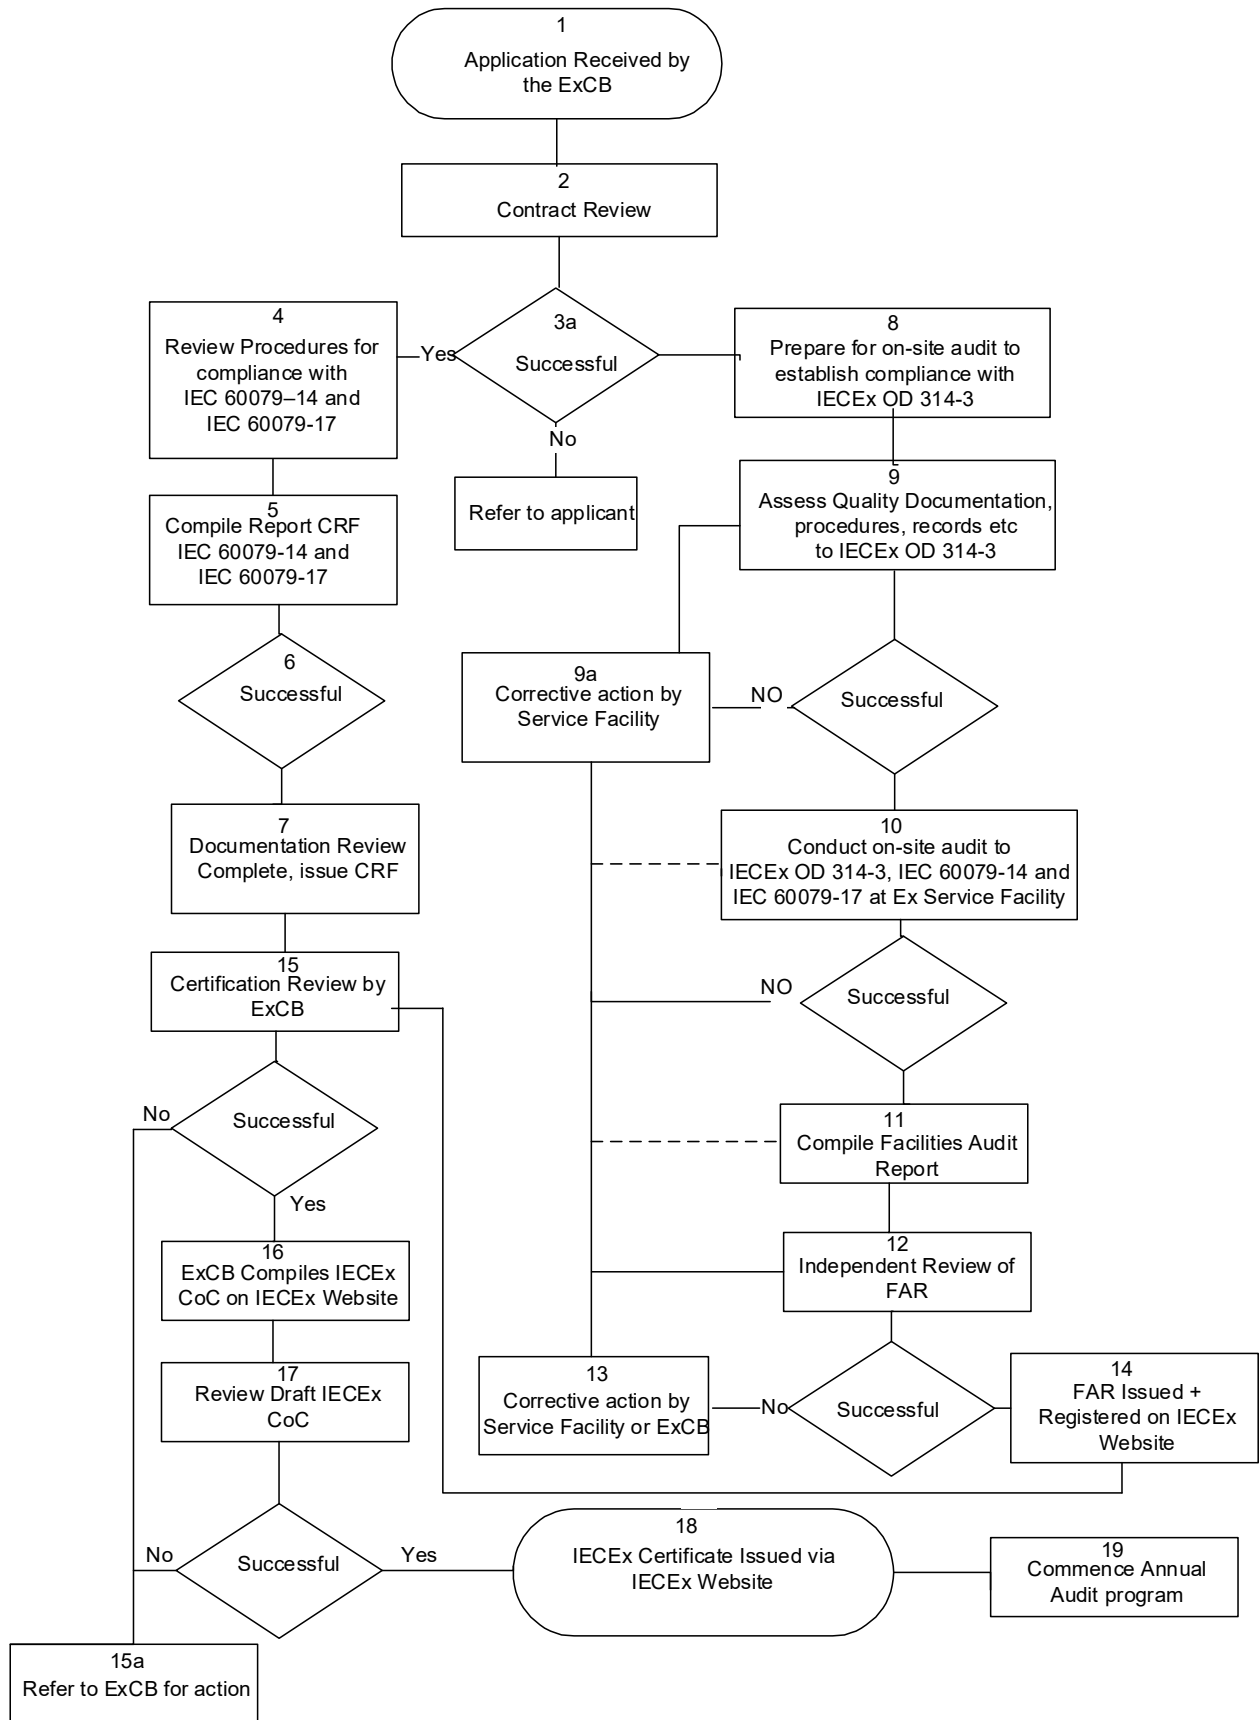 1
Application Received by
the ExCB
2
Contract Review
3a
Successful
Yes
No
Refer to applicant
4
Review Procedures for
compliance with
IEC 60079–14 and
IEC 60079-17
5
Compile Report CRF
IEC 60079-14 and
IEC 60079-17
6
Successful
7
Documentation Review
Complete, issue CRF
8
Prepare for on-site audit to
establish compliance with
IECEx OD 314-3
9
Assess Quality Documentation,
procedures, records etc
to IECEx OD 314-3
Successful
NO
9a
Corrective action by
Service Facility
10
Conduct on-site audit to
IECEx OD 314-3, IEC 60079-14 and
IEC 60079-17 at Ex Service Facility
Successful
NO
11
Compile Facilities Audit
Report
12
Independent Review of
FAR
Successful
No
13
Corrective action by
Service Facility or ExCB
14
FAR Issued +
Registered on IECEx
Website
15
Certification Review by
ExCB
Successful
No
Yes
16
ExCB Compiles IECEx
CoC on IECEx Website
17
Review Draft IECEx
CoC
Successful
No
Yes
15a
Refer to ExCB for action
18
IECEx Certificate Issued via
IECEx Website
19
Commence Annual
Audit program